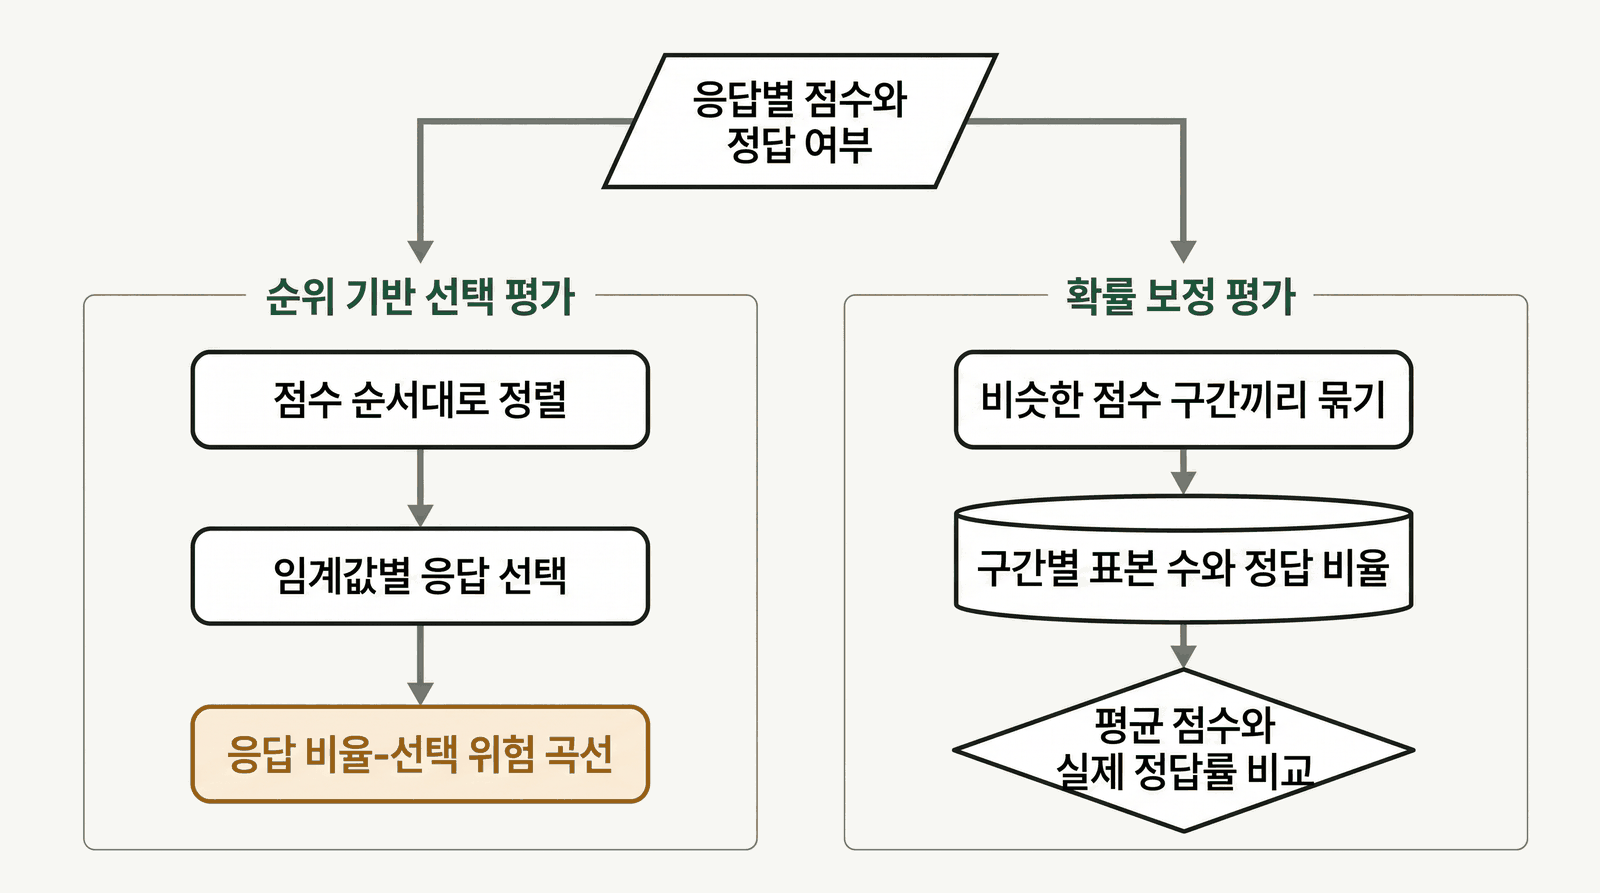 응답별 점수와
정답 여부
순위 기반 선택 평가
점수 순서대로 정렬
임계값별 응답 선택
응답 비율-선택 위험 곡선
확률 보정 평가
비슷한 점수 구간끼리 묶기
구간별 표본 수와 정답 비율
평균 점수와
실제 정답률 비교